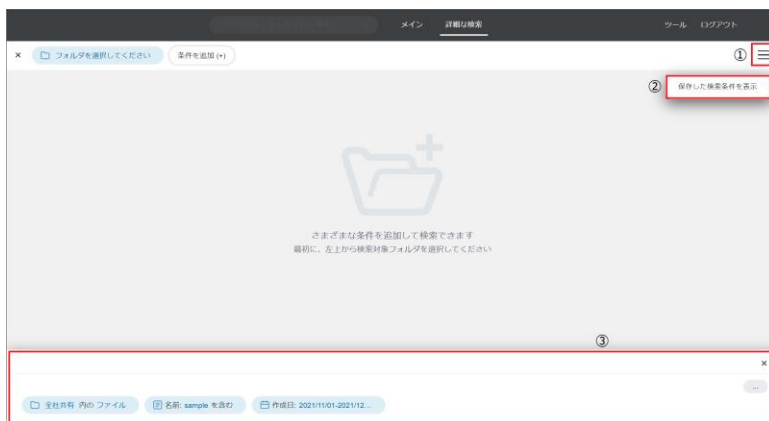 メイン 詳細な検索 ツール ログアウト
× フォルダを選択してください 条件を追加 (+) ①
② 保存した検索条件を表示
さまざまな条件を追加して検索できます
最初に、左上から検索対象フォルダを選択してください
③
×
...
全社共有 内の ファイル 名前: sample を含む 作成日: 2021/11/01-2021/12...